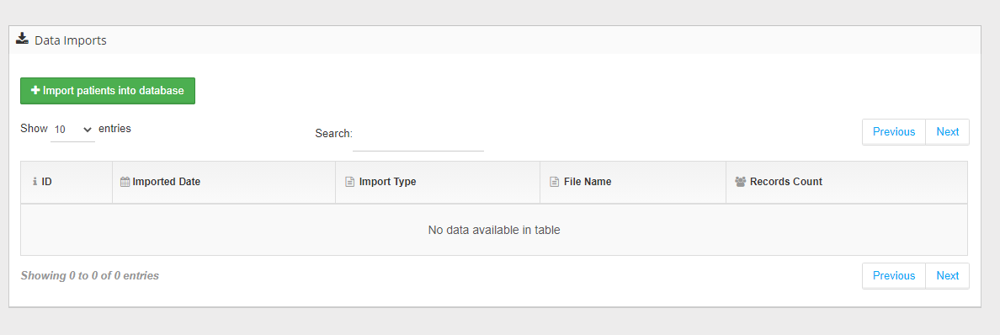 Data Imports
Import patients into database
Show 10 entries
Search:
Previous Next
ID Imported Date Import Type File Name Records Count
No data available in table
Showing 0 to 0 of 0 entries
Previous Next